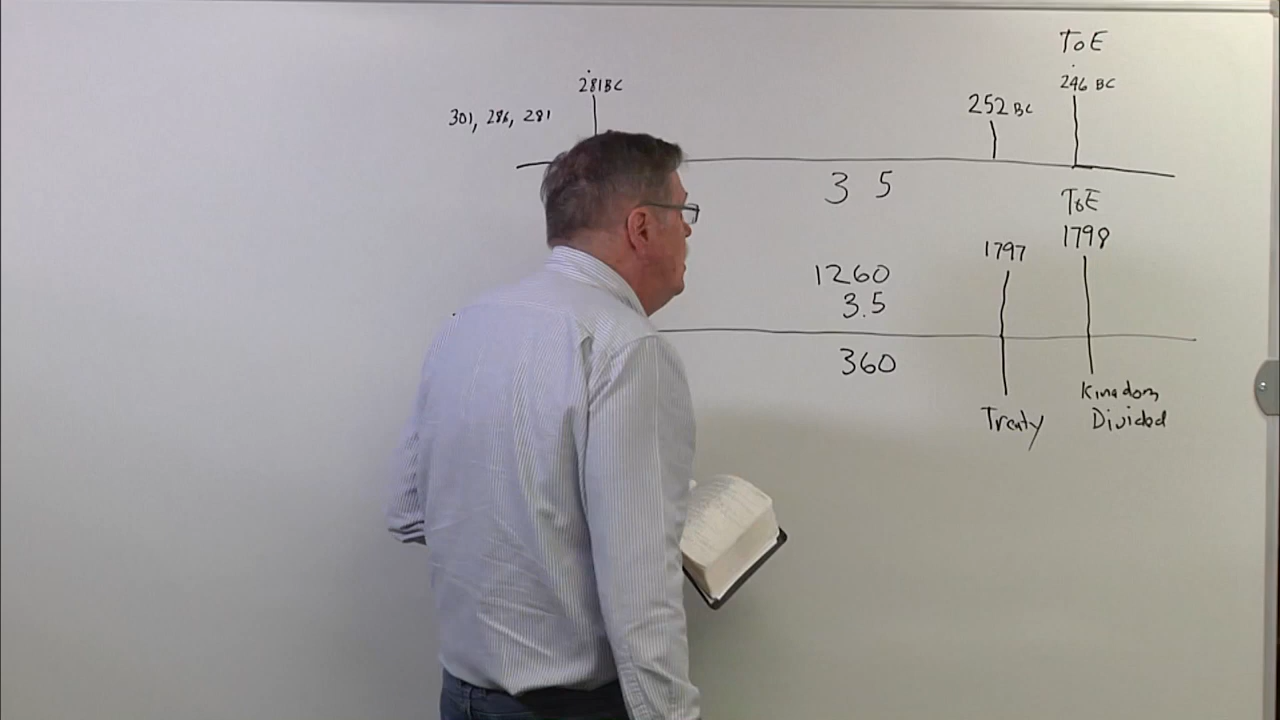 ToE
281BC
246 BC
301, 286, 281
252 BC
3 5
ToE
1798
1797
1260
3.5
360
Kingdom
Treaty
Divided